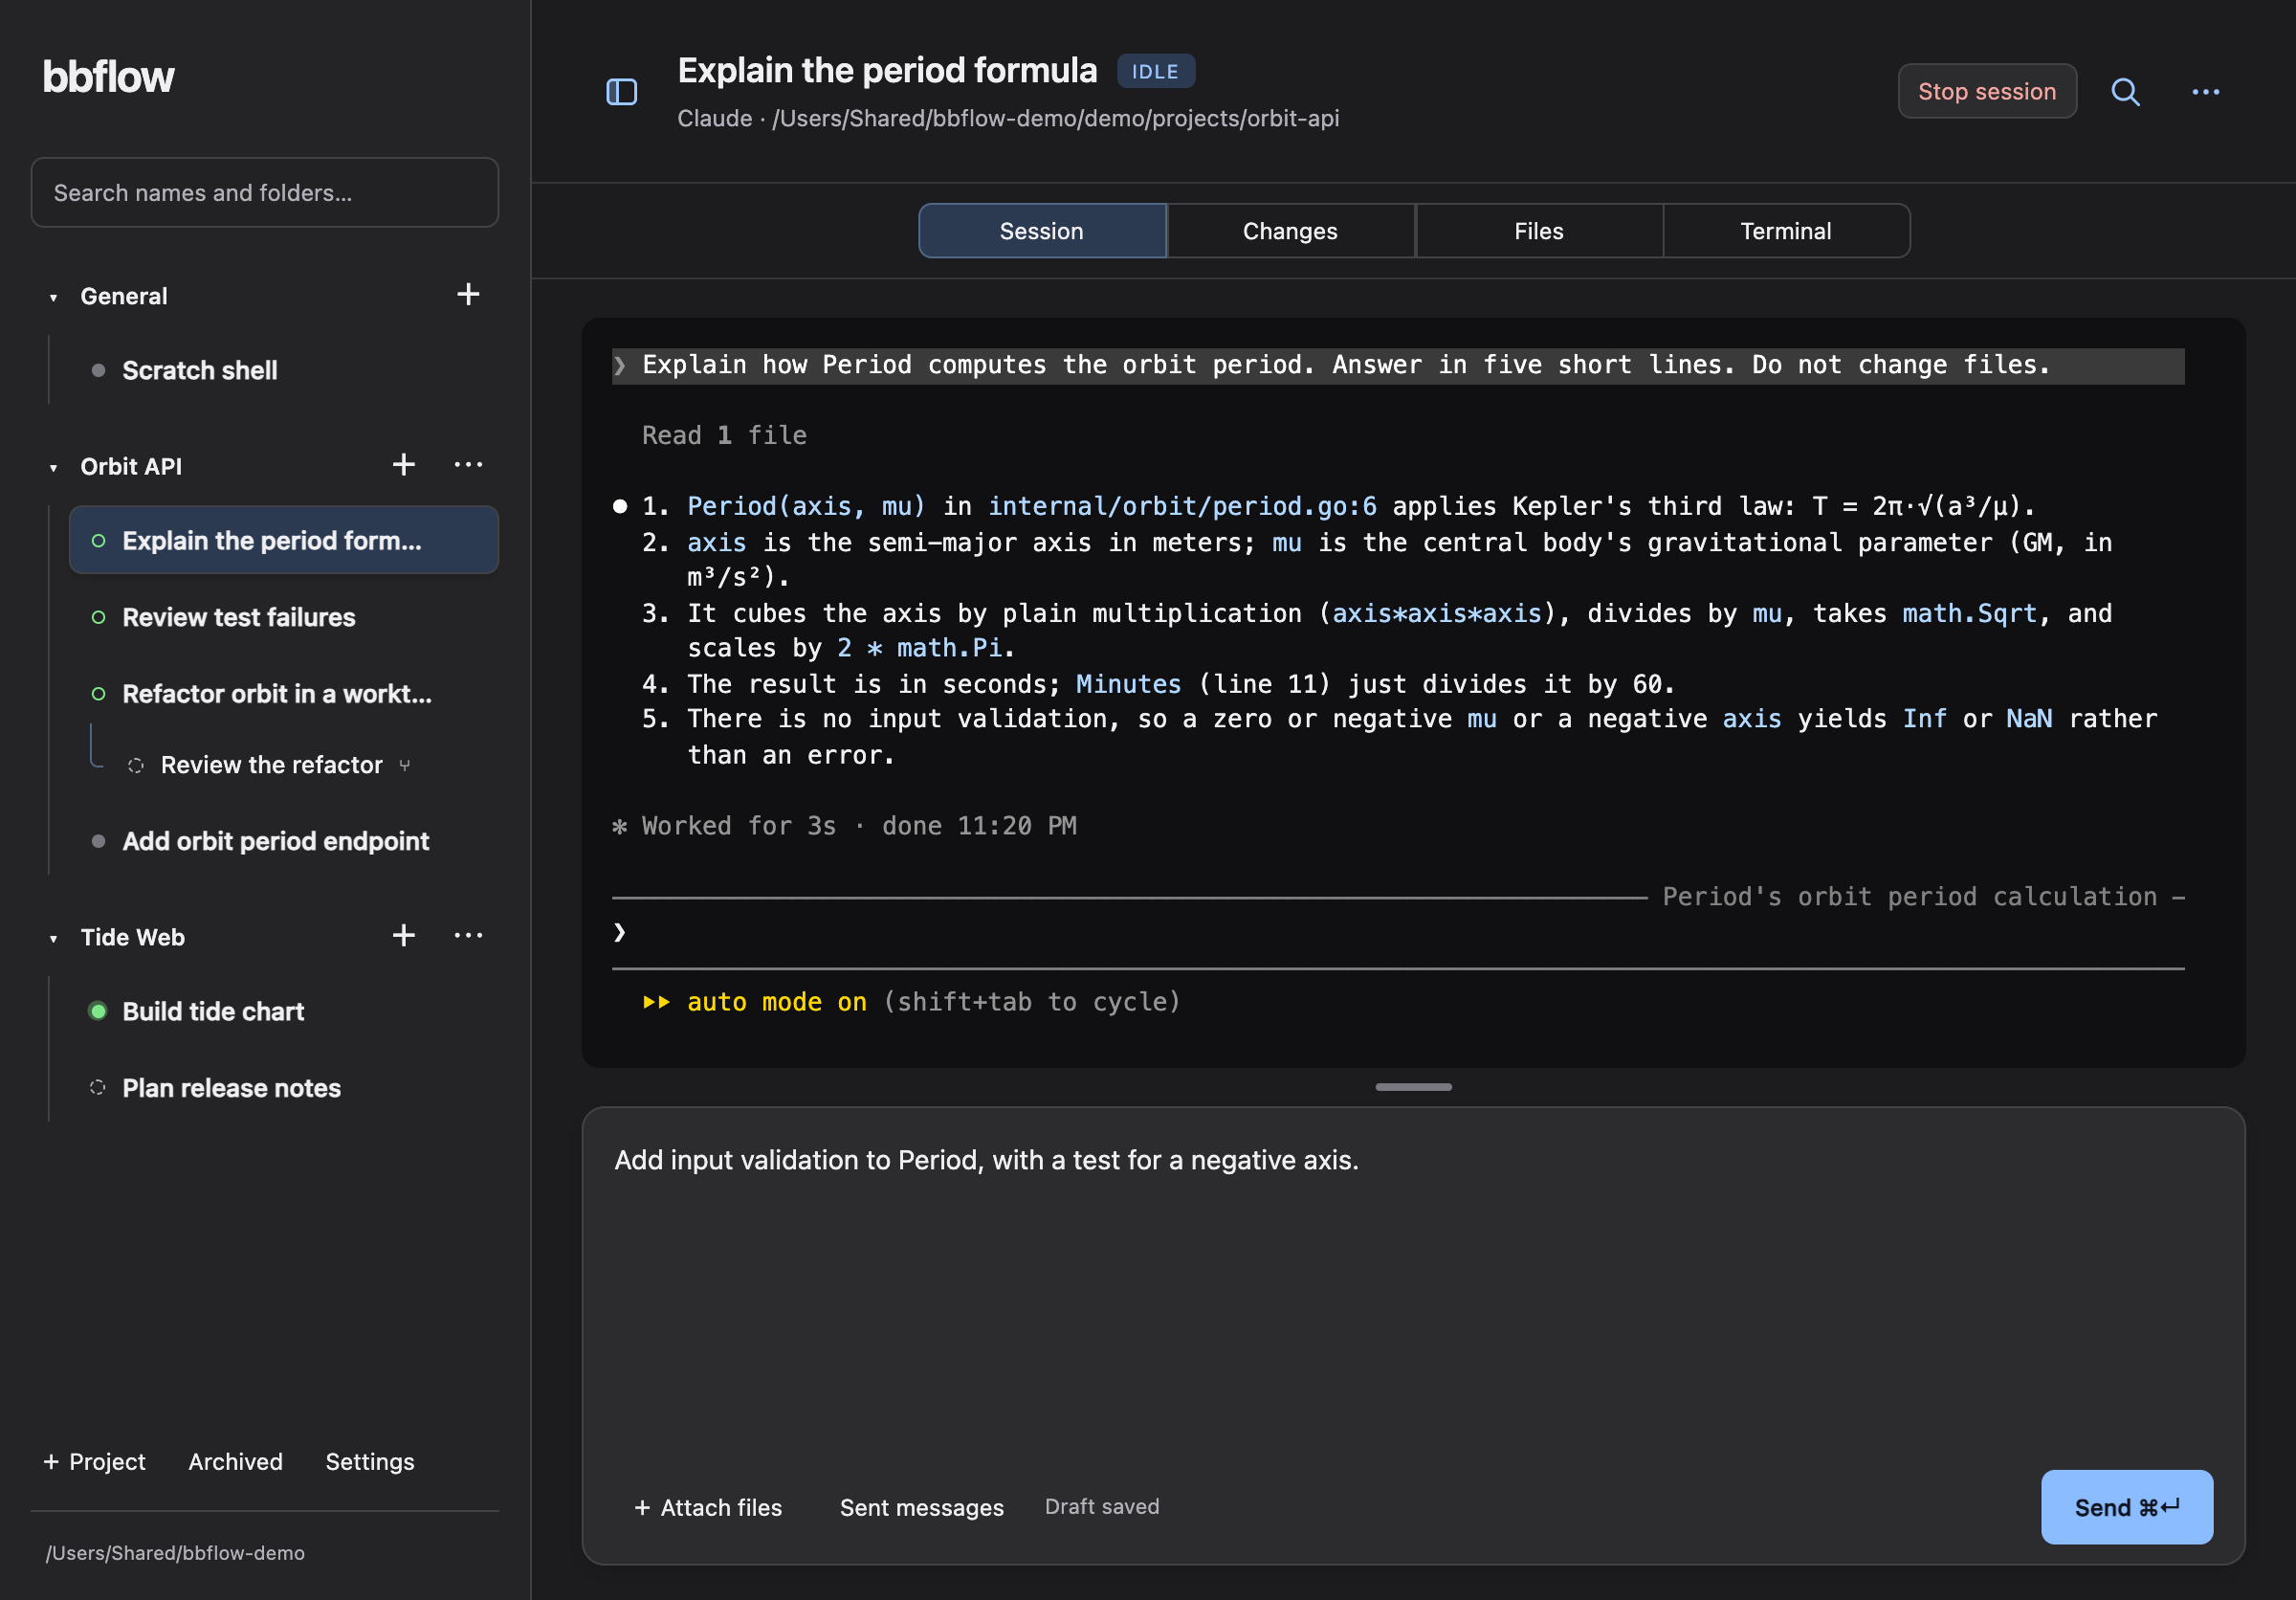 bbflow
Search names and folders...
General
Scratch shell
Orbit API
Explain the period form...
Review test failures
Refactor orbit in a workt...
Review the refactor
Add orbit period endpoint
Tide Web
Build tide chart
Plan release notes
+ Project Archived Settings
/Users/Shared/bbflow-demo
Explain the period formula IDLE
Claude · /Users/Shared/bbflow-demo/demo/projects/orbit-api
Stop session
Session Changes Files Terminal
❯ Explain how Period computes the orbit period. Answer in five short lines. Do not change files.
Read 1 file
1. Period(axis, mu) in internal/orbit/period.go:6 applies Kepler's third law: T = 2π·√(a³/μ).
2. axis is the semi-major axis in meters; mu is the central body's gravitational parameter (GM, in
m³/s²).
3. It cubes the axis by plain multiplication (axis*axis*axis), divides by mu, takes math.Sqrt, and
scales by 2 * math.Pi.
4. The result is in seconds; Minutes (line 11) just divides it by 60.
5. There is no input validation, so a zero or negative mu or a negative axis yields Inf or NaN rather
than an error.
✻ Worked for 3s · done 11:20 PM
Period's orbit period calculation
❯
⏵⏵ auto mode on (shift+tab to cycle)
Add input validation to Period, with a test for a negative axis.
+ Attach files Sent messages Draft saved
Send ⌘↵